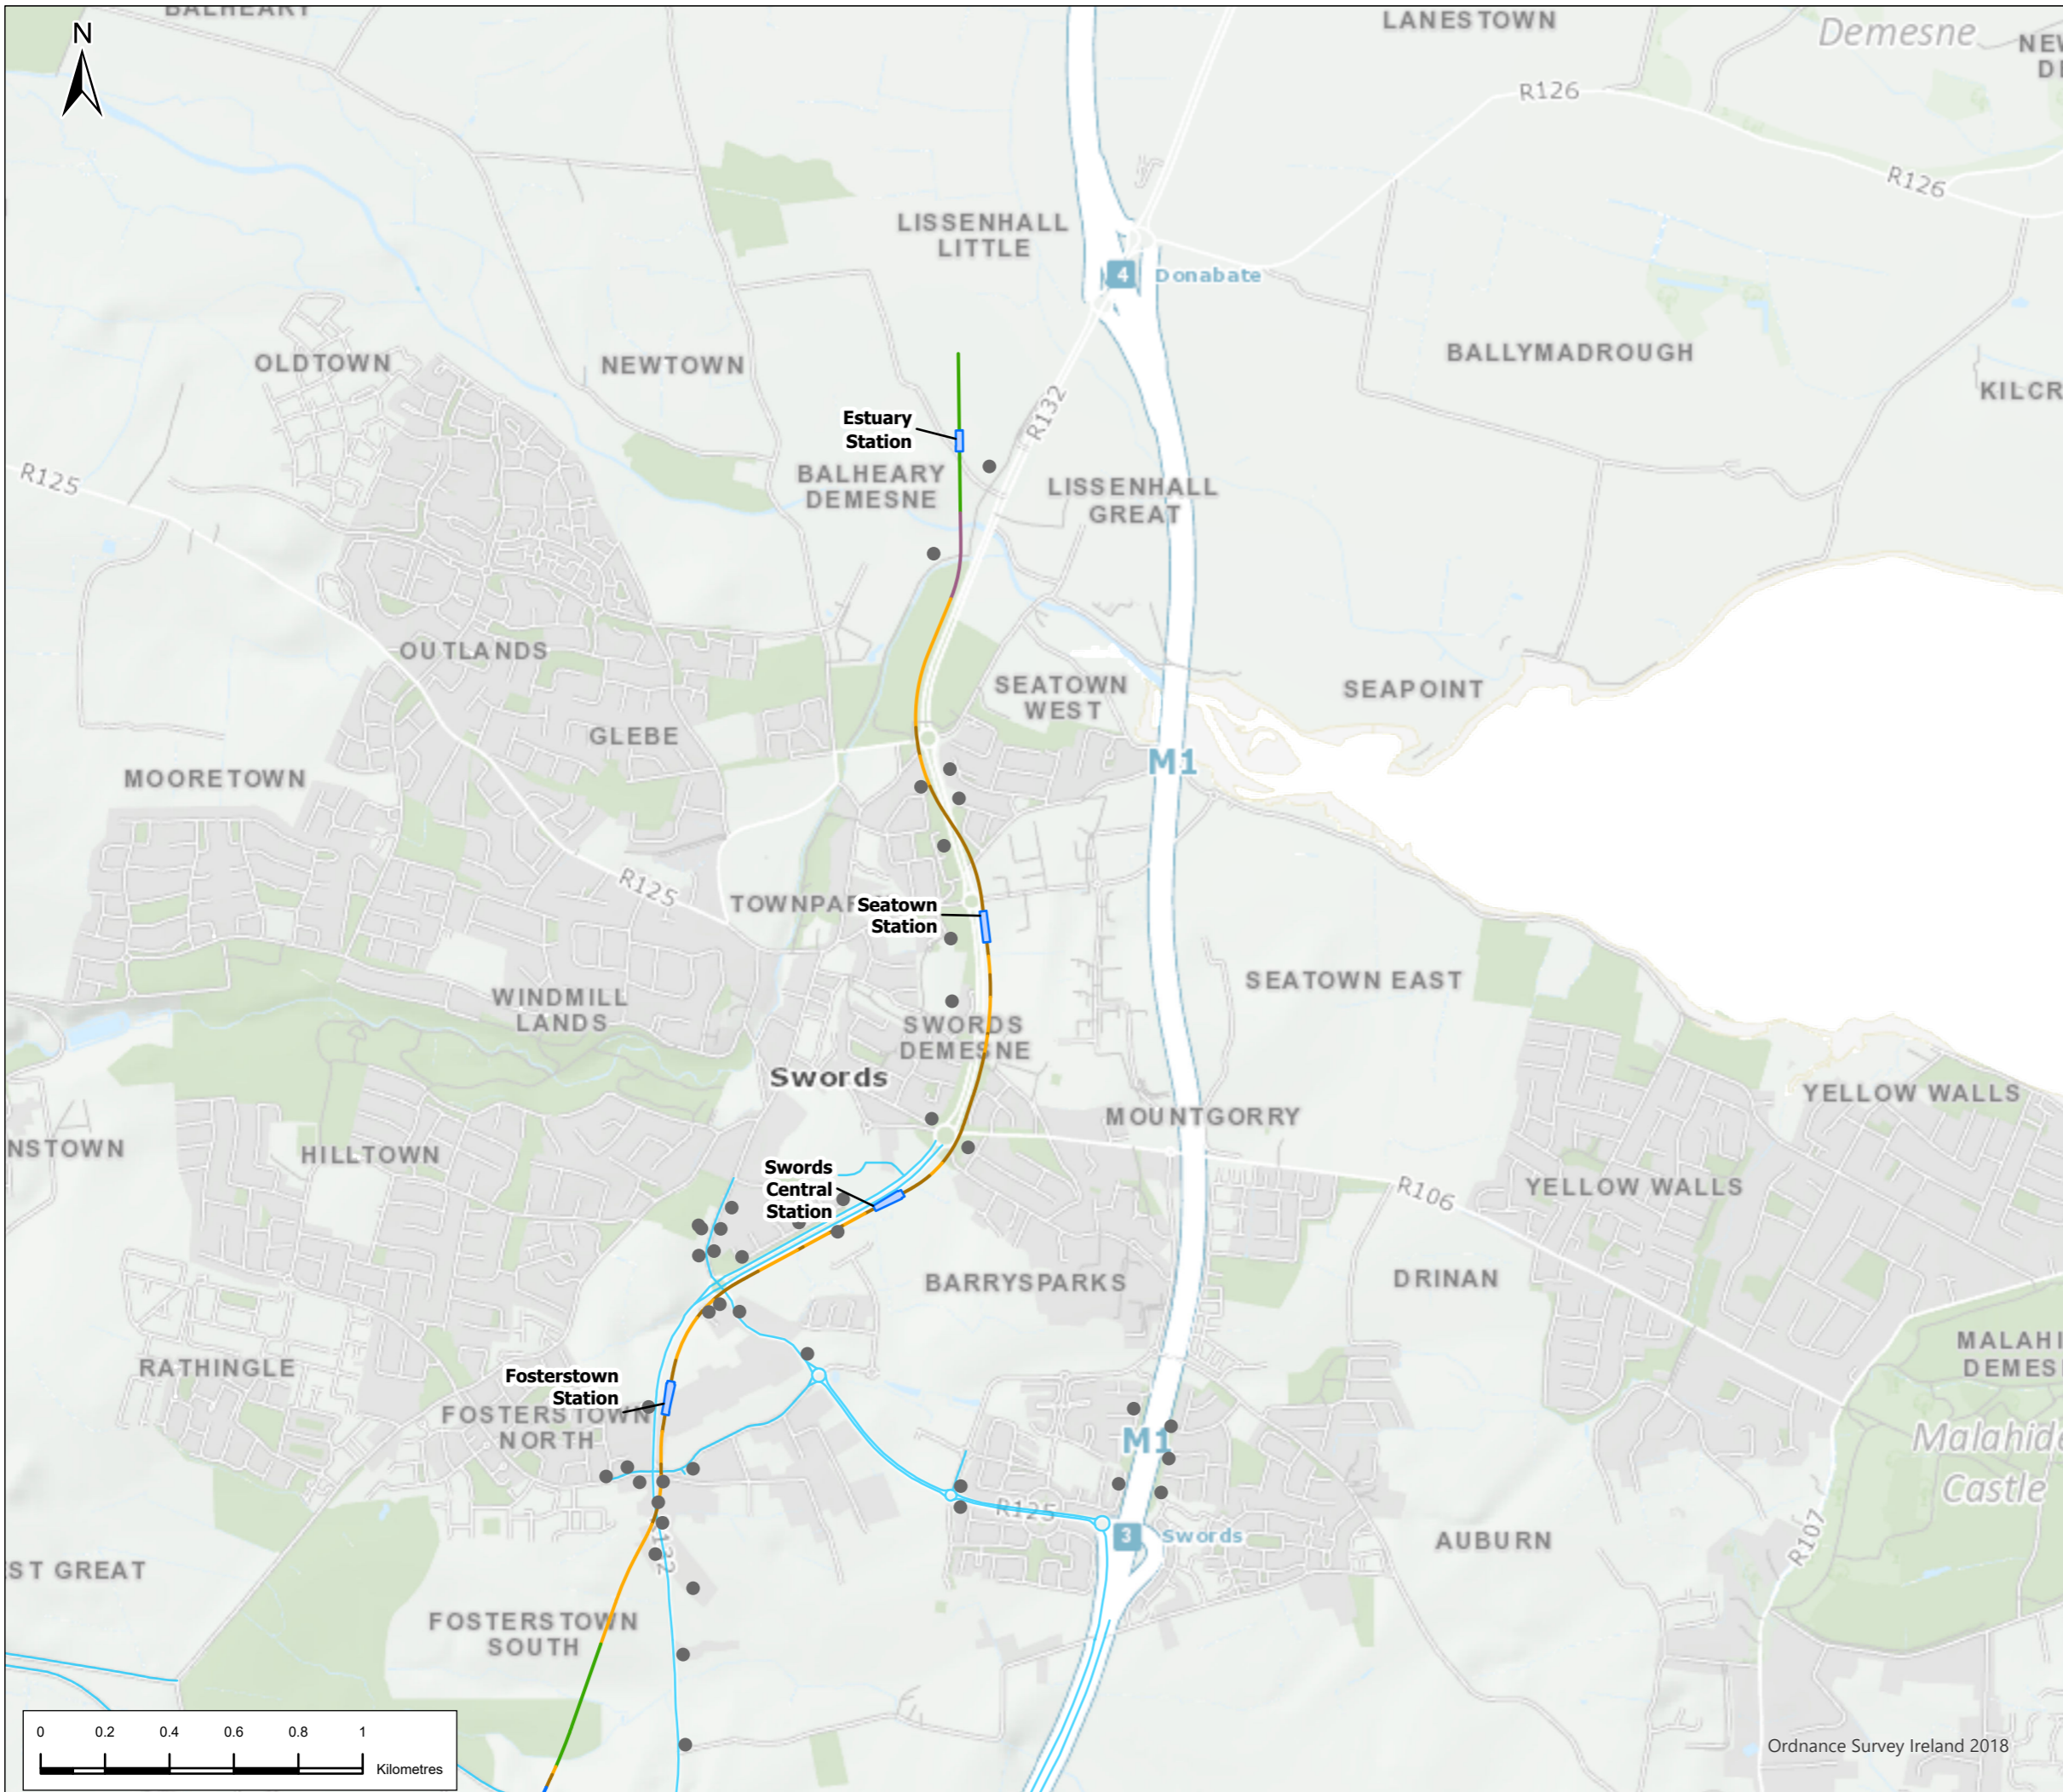 BALHEARY
LANESTOWN
Demesne
N
R126
R126
LISSENHALL
LITTLE
4 Donabate
OLDTOWN
NEWTOWN
BALLYMADROUGH
KILCR
Estuary
Station
R132
R125
BALHEARY
DEMESNE
LISSENHALL
GREAT
OUTLANDS
SEATOWN
WEST
SEAPOINT
GLEBE
M1
MOORETOWN
R125
TOWNPAR
Seatown
Station
SEATOWN EAST
WINDMILL
LANDS
SWORDS
DEMESNE
Swords
YELLOW WALLS
MOUNTGORRY
NSTOWN
HILLTOWN
Swords
Central
Station
R106
YELLOW WALLS
BARRYSPARKS
DRINAN
RATHINGLE
MALAHI
DEMES
Fosterstown
Station
FOSTERSTOWN
NORTH
M1
Malahide
Castle
R125
3 Swords
AUBURN
R107
ST GREAT
132
FOSTERSTOWN
SOUTH
0 0.2 0.4 0.6 0.8 1
Kilometres
Ordnance Survey Ireland 2018